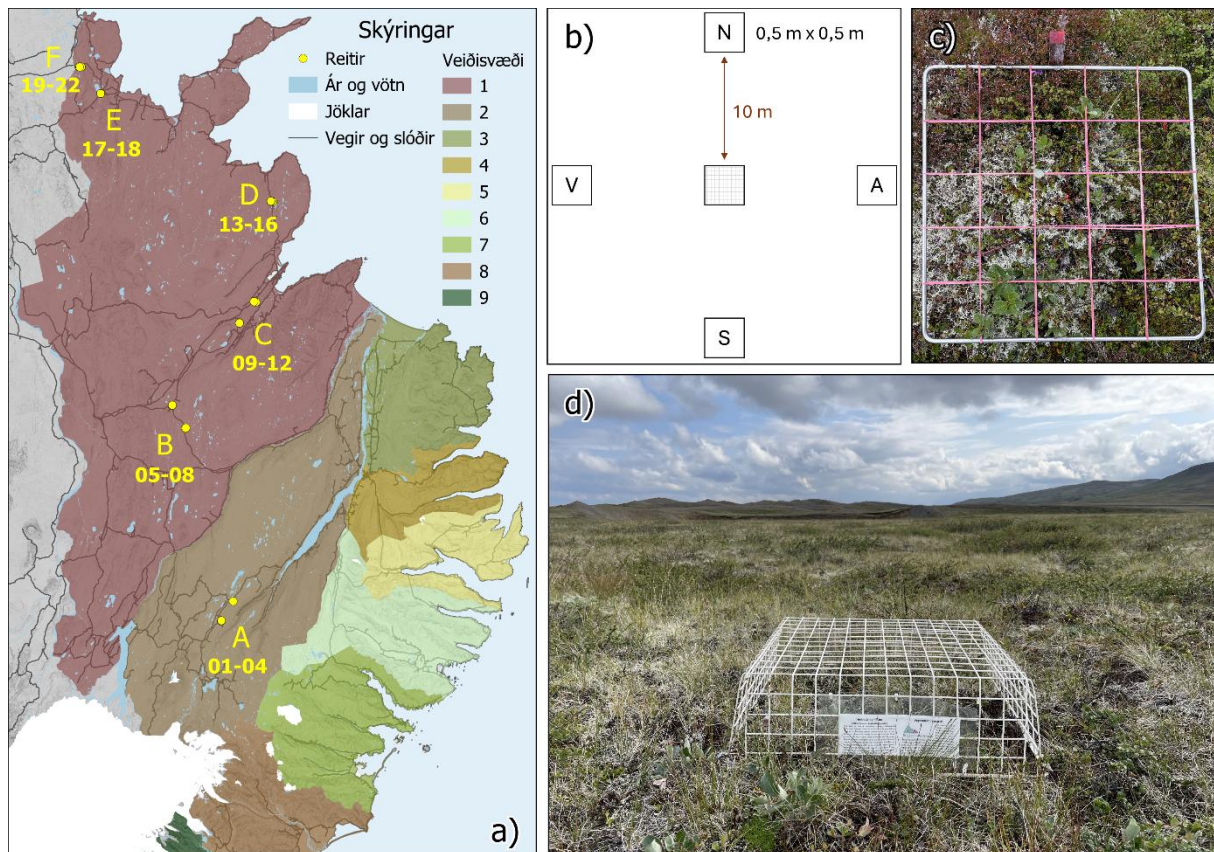 Skýringar
Reitir
Ár og vötn
Jöklar
Vegir og slóðir
Veiðisvæði
1
2
3
4
5
6
7
8
9
F
19-22
E
17-18
D
13-16
C
09-12
B
05-08
A
01-04
a)
b)
N
0,5 m x 0,5 m
10 m
V
A
S
c)
d)